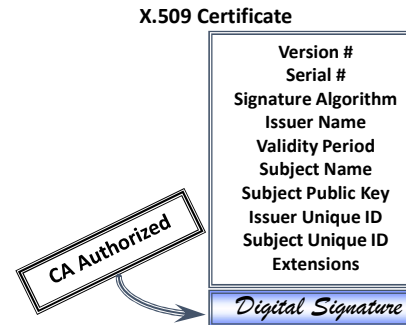 X.509 Certificate
Version #
Serial #
Signature Algorithm
Issuer Name
Validity Period
Subject Name
Subject Public Key
Issuer Unique ID
Subject Unique ID
Extensions
CA Authorized
Digital Signature